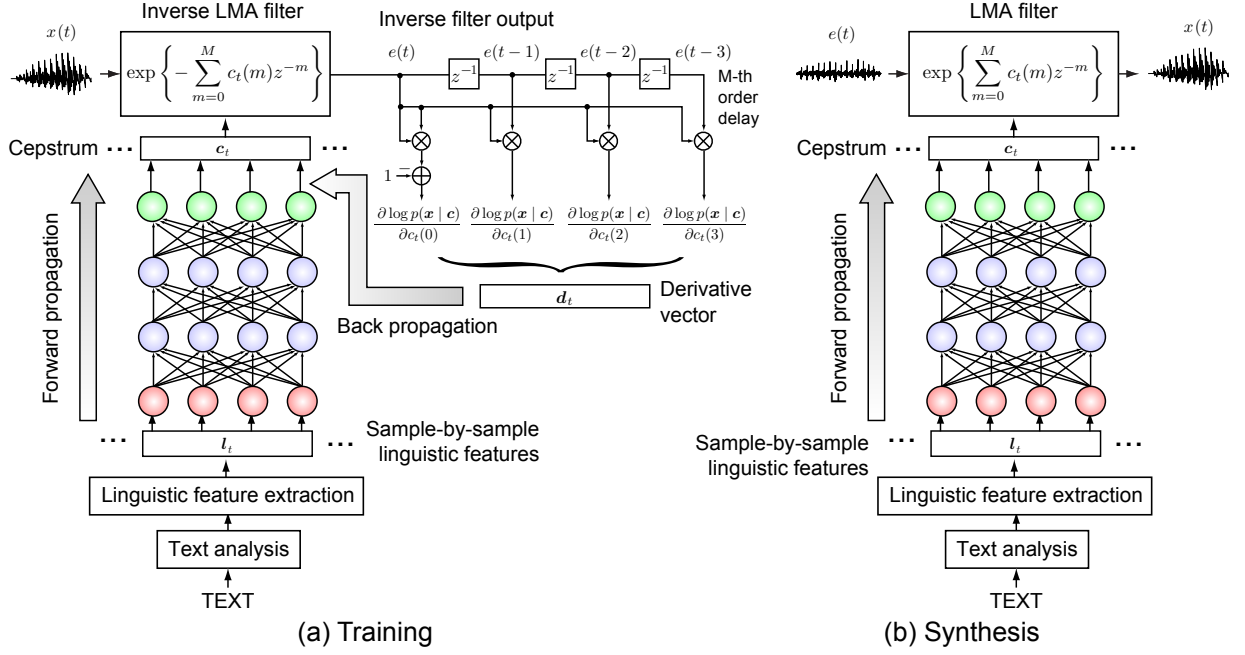 Inverse LMA filter
x(t)
exp { − ∑_{m=0}^{M} c_t(m)z^{−m} }
Inverse filter output
e(t) e(t−1) e(t−2) e(t−3)
z^{−1} z^{−1} z^{−1}
M-th
order
delay
Cepstrum ··· c_t ···
1 −
∂ log p(x | c) / ∂c_t(0) ∂ log p(x | c) / ∂c_t(1) ∂ log p(x | c) / ∂c_t(2) ∂ log p(x | c) / ∂c_t(3)
d_t
Derivative
vector
Back propagation
Forward propagation
··· l_t ···
Sample-by-sample
linguistic features
Linguistic feature extraction
Text analysis
TEXT
(a) Training
LMA filter
e(t)
exp { ∑_{m=0}^{M} c_t(m)z^{−m} }
x(t)
Cepstrum ··· c_t ···
Forward propagation
··· l_t ···
Sample-by-sample
linguistic features
Linguistic feature extraction
Text analysis
TEXT
(b) Synthesis